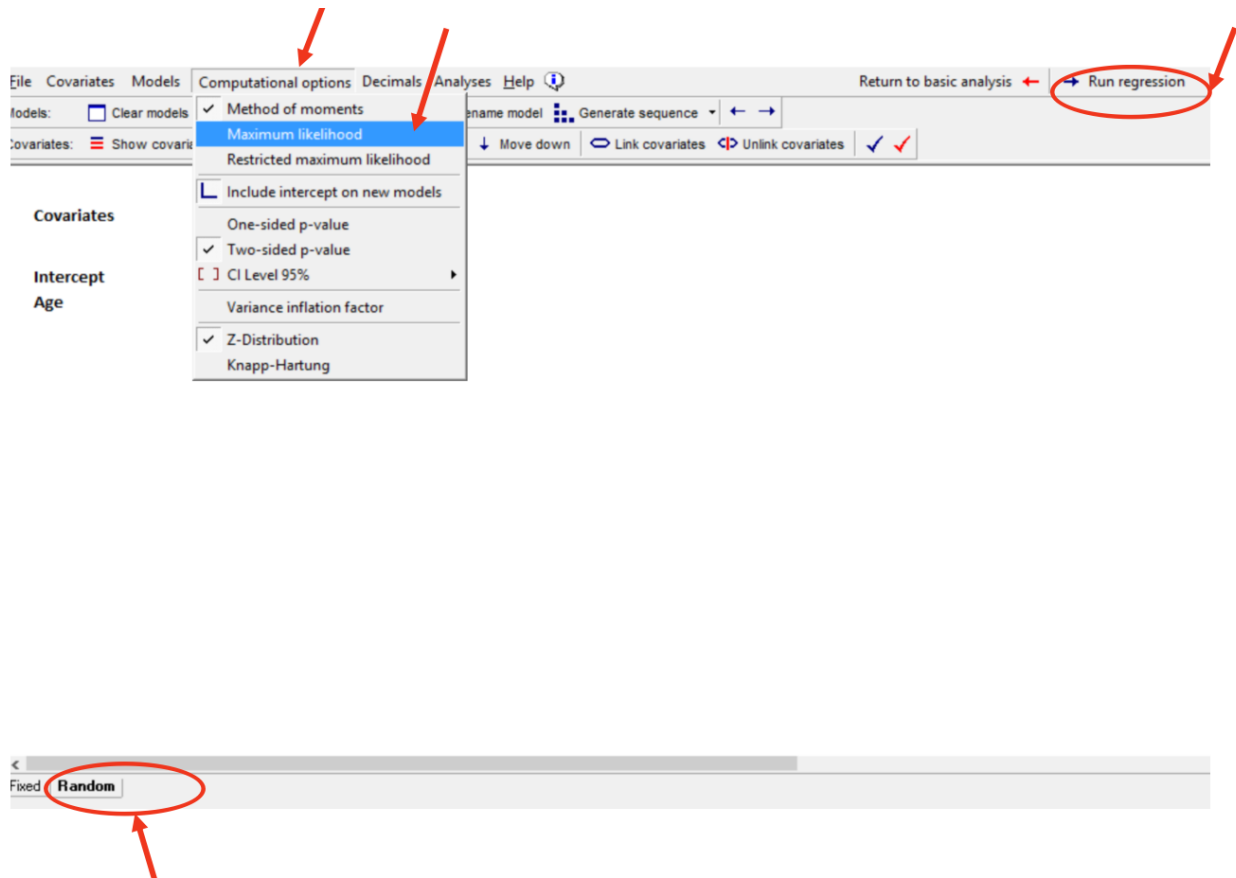 File Covariates Models Computational options Decimals Analyses Help Return to basic analysis Run regression
Models: Clear models Method of moments ename model Generate sequence
Maximum likelihood
Covariates: Show covaria Move down Link covariates Unlink covariates
Restricted maximum likelihood
Include intercept on new models
Covariates
One-sided p-value
Two-sided p-value
Intercept [ ] CI Level 95%
Age
Variance inflation factor
Z-Distribution
Knapp-Hartung
Fixed Random